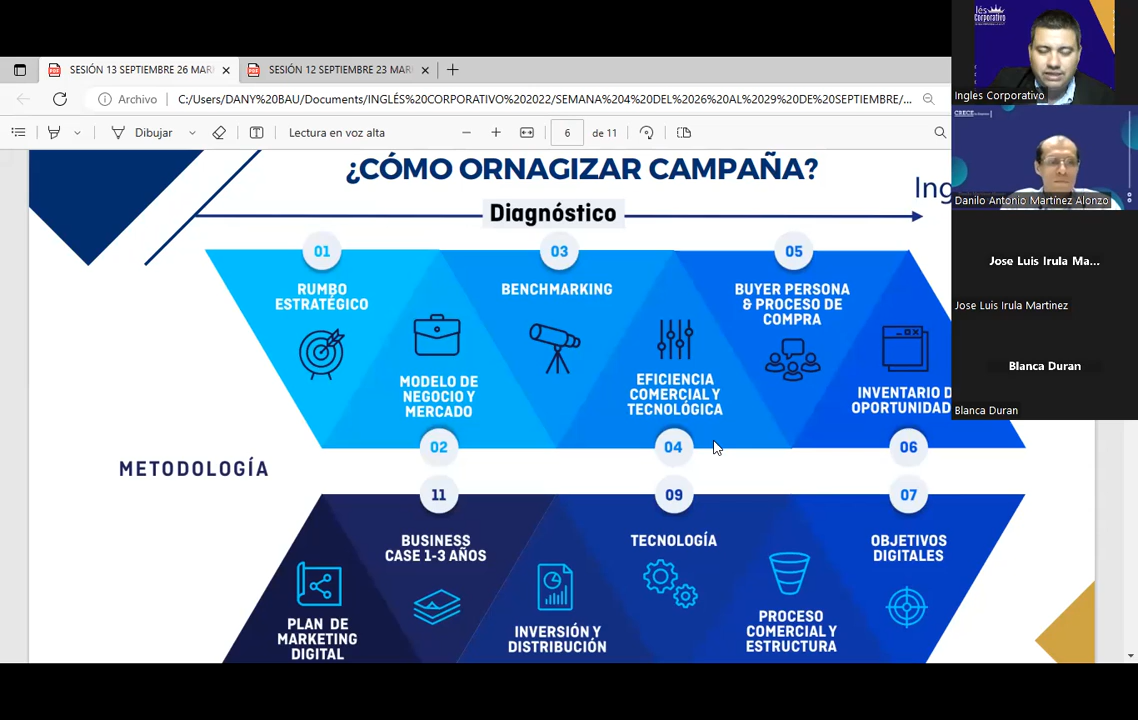 SESIÓN 13 SEPTIEMBRE 26 MAR
SESIÓN 12 SEPTIEMBRE 23 MAR
Archivo
C:/Users/DANY%20BAU/Documents/INGLÉS%20CORPORATIVO%202022/SEMANA%204%20DEL%2026%20AL%2029%20DE%20SEPTIEMBRE/...
Dibujar
Lectura en voz alta
6
de 11
¿CÓMO ORNAGIZAR CAMPAÑA?
Ing
Diagnóstico
01
RUMBO
ESTRATÉGICO
MODELO DE
NEGOCIO Y
MERCADO
02
03
BENCHMARKING
EFICIENCIA
COMERCIAL Y
TECNOLÓGICA
04
05
BUYER PERSONA
& PROCESO DE
COMPRA
INVENTARIO D
OPORTUNIDAD
06
METODOLOGÍA
07
OBJETIVOS
DIGITALES
PROCESO
COMERCIAL Y
ESTRUCTURA
09
TECNOLOGÍA
INVERSIÓN Y
DISTRIBUCIÓN
11
BUSINESS
CASE 1-3 AÑOS
PLAN DE
MARKETING
DIGITAL
lés
Corporativo
Ingles Corporativo
CRECE
Danilo Antonio Martínez Alonzo
Jose Luis Irula Ma...
Jose Luis Irula Martinez
Blanca Duran
Blanca Duran